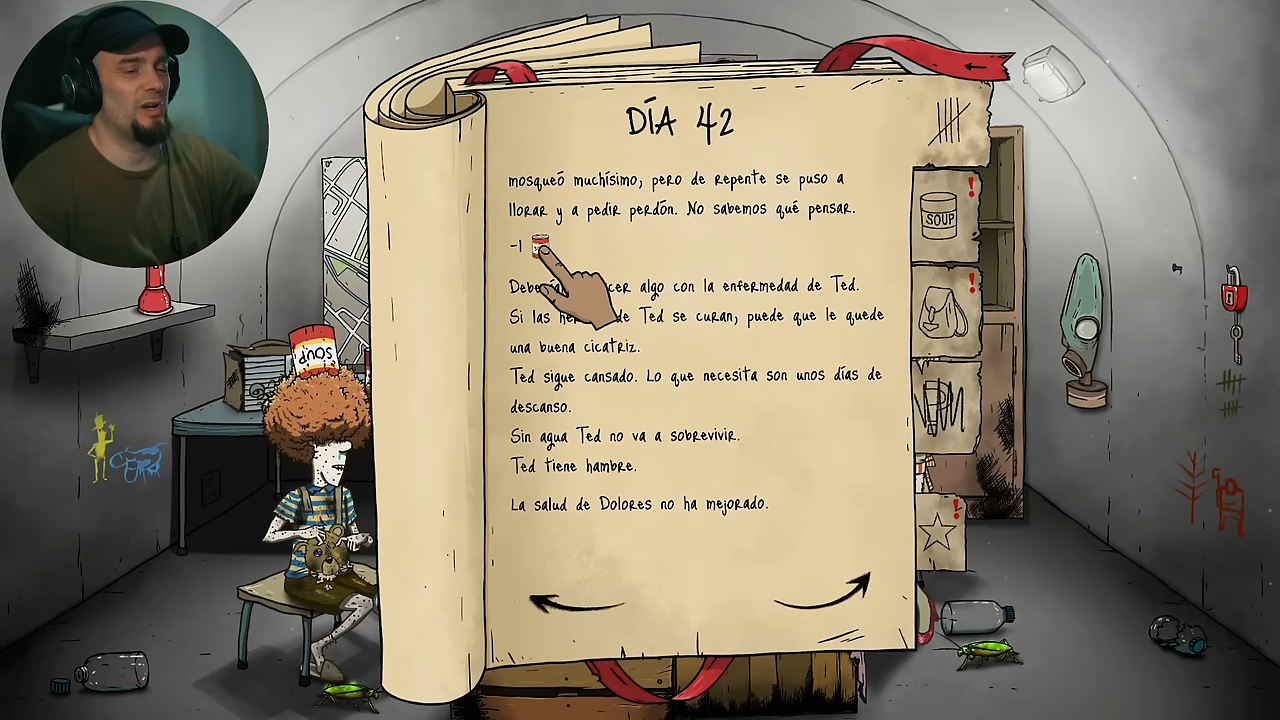 DÍA 42
mosqueó muchísimo, pero de repente se puso a
llorar y a pedir perdón. No sabemos qué pensar.
-1
cer algo con la enfermedad de Ted.
Si las de Ted se curan, puede que le quede
una buena cicatriz.
Ted sigue cansado. Lo que necesita son unos días de
descanso.
Sin agua Ted no va a sobrevivir.
Ted tiene hambre.
La salud de Dolores no ha mejorado.
SOUP
!
!
!
SOUP